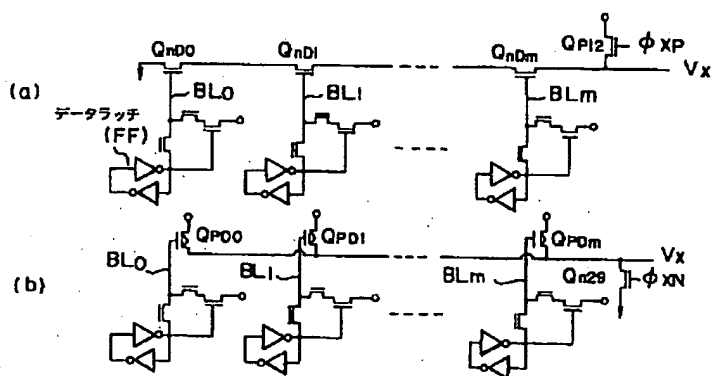 (a)
QnD0
QnD1
QnDm
QP12
φXP
Vx
BL0
BL1
BLm
データラッチ
(FF)
(b)
QPD0
QPD1
QPDm
Vx
BL0
BL1
BLm
Qn29
φXN